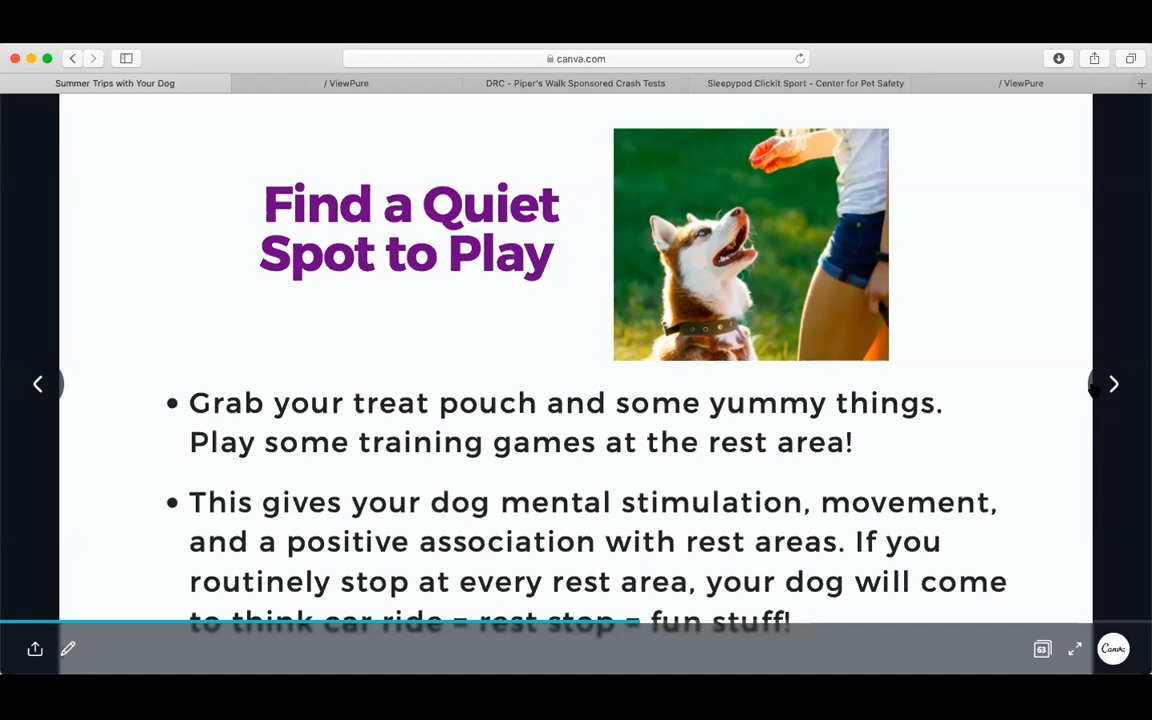 canva.com
Summer Trips with Your Dog
/ ViewPure
DRC - Piper's Walk Sponsored Crash Tests
Sleepypod Clickit Sport - Center for Pet Safety
/ ViewPure
Find a Quiet
Spot to Play
• Grab your treat pouch and some yummy things.
Play some training games at the rest area!
• This gives your dog mental stimulation, movement,
and a positive association with rest areas. If you
routinely stop at every rest area, your dog will come
to think car ride = rest stop = fun stuff!
63
Canva